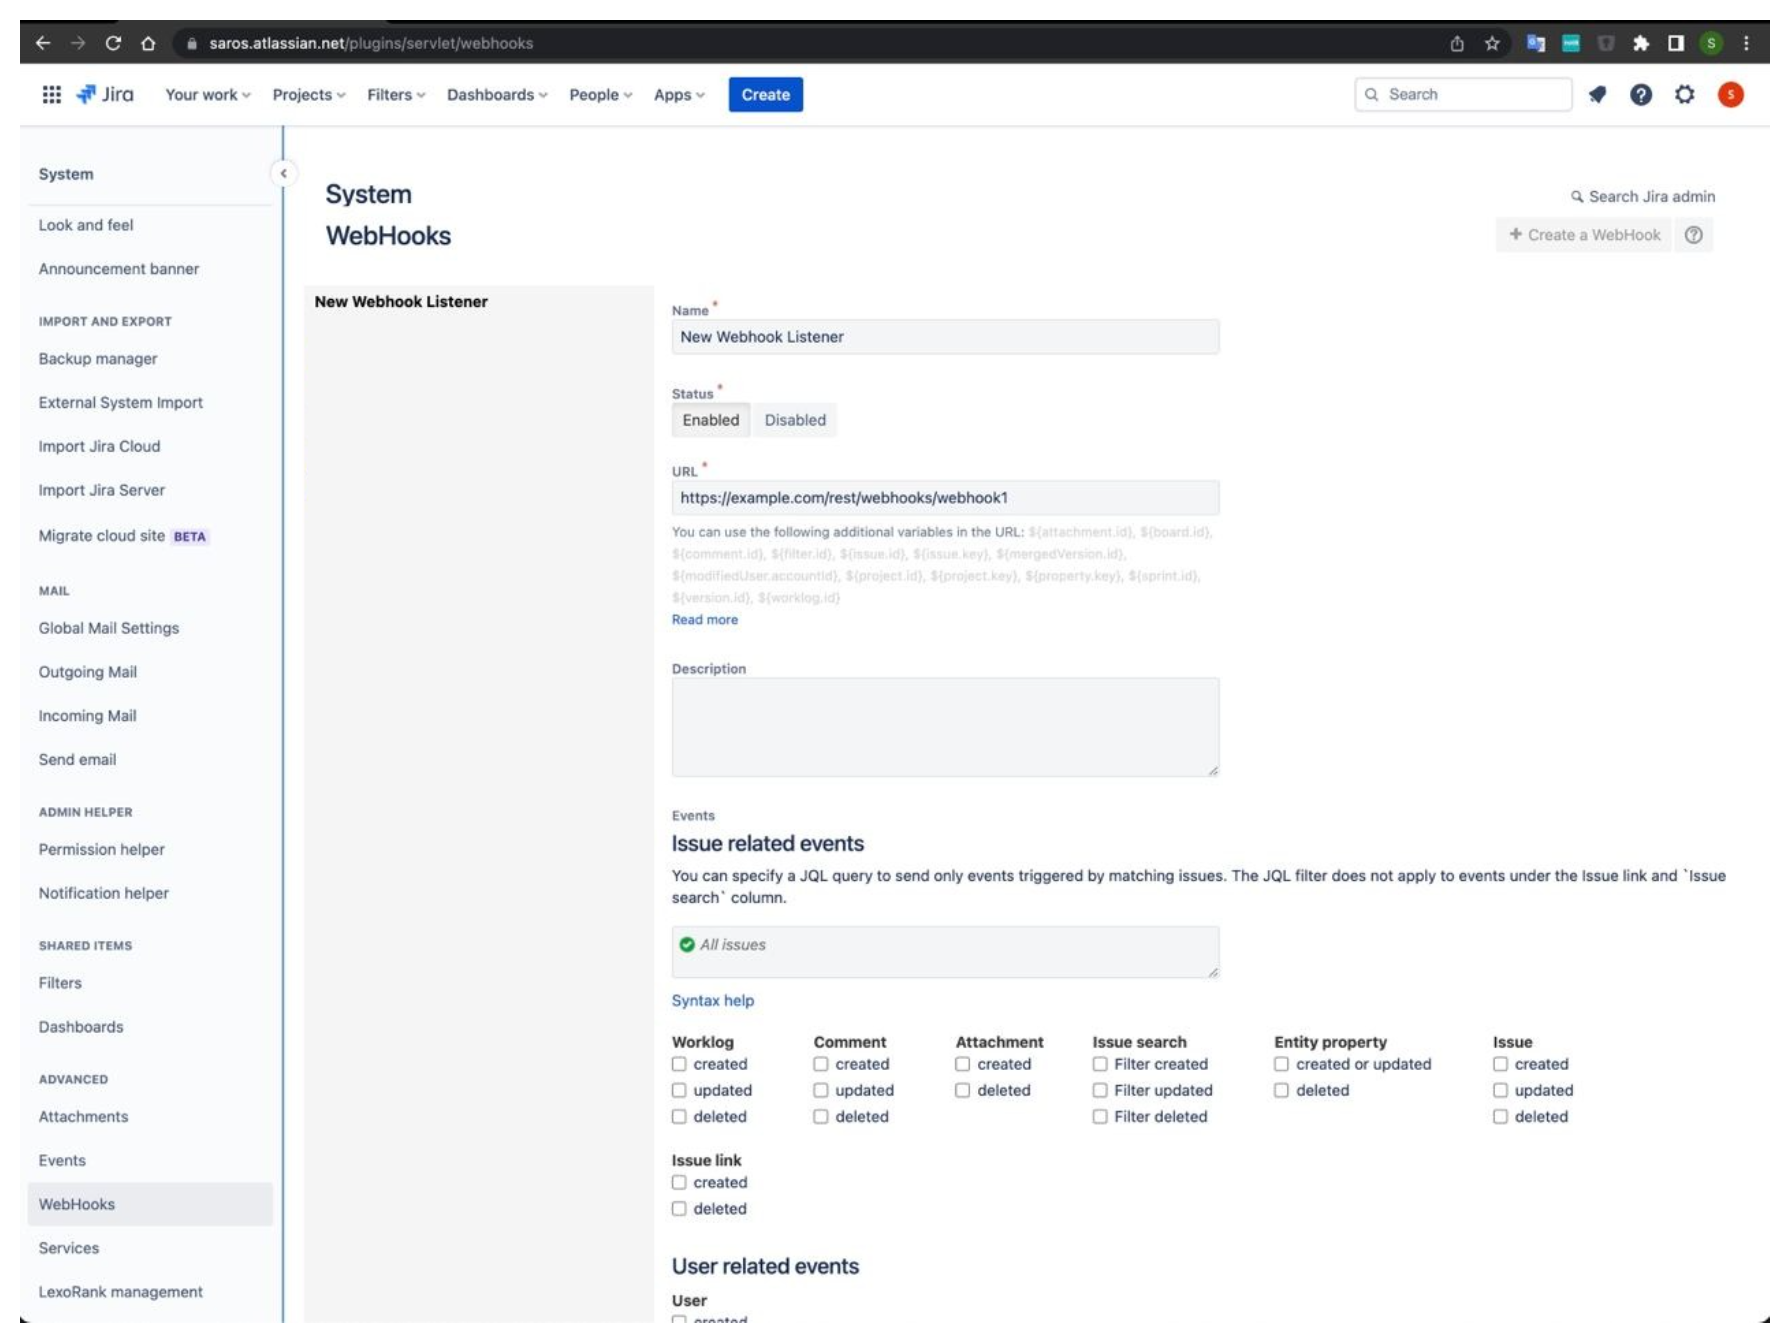 saros.atlassian.net/plugins/servlet/webhooks
S
Jira
Your work
Projects
Filters
Dashboards
People
Apps
Create
Search
S
System
Look and feel
Announcement banner
IMPORT AND EXPORT
Backup manager
External System Import
Import Jira Cloud
Import Jira Server
Migrate cloud site BETA
MAIL
Global Mail Settings
Outgoing Mail
Incoming Mail
Send email
ADMIN HELPER
Permission helper
Notification helper
SHARED ITEMS
Filters
Dashboards
ADVANCED
Attachments
Events
WebHooks
Services
LexoRank management
System
Search Jira admin
WebHooks
+ Create a WebHook
New Webhook Listener
Name *
New Webhook Listener
Status *
Enabled Disabled
URL *
https://example.com/rest/webhooks/webhook1
You can use the following additional variables in the URL: ${attachment.id}, ${board.id},
${comment.id}, ${filter.id}, ${issue.id}, ${issue.key}, ${mergedVersion.id},
${modifiedUser.accountId}, ${project.id}, ${project.key}, ${property.key}, ${sprint.id},
${version.id}, ${worklog.id}
Read more
Description
Events
Issue related events
You can specify a JQL query to send only events triggered by matching issues. The JQL filter does not apply to events under the Issue link and `Issue
search` column.
All issues
Syntax help
Worklog
created
updated
deleted
Comment
created
updated
deleted
Attachment
created
deleted
Issue search
Filter created
Filter updated
Filter deleted
Entity property
created or updated
deleted
Issue
created
updated
deleted
Issue link
created
deleted
User related events
User
created